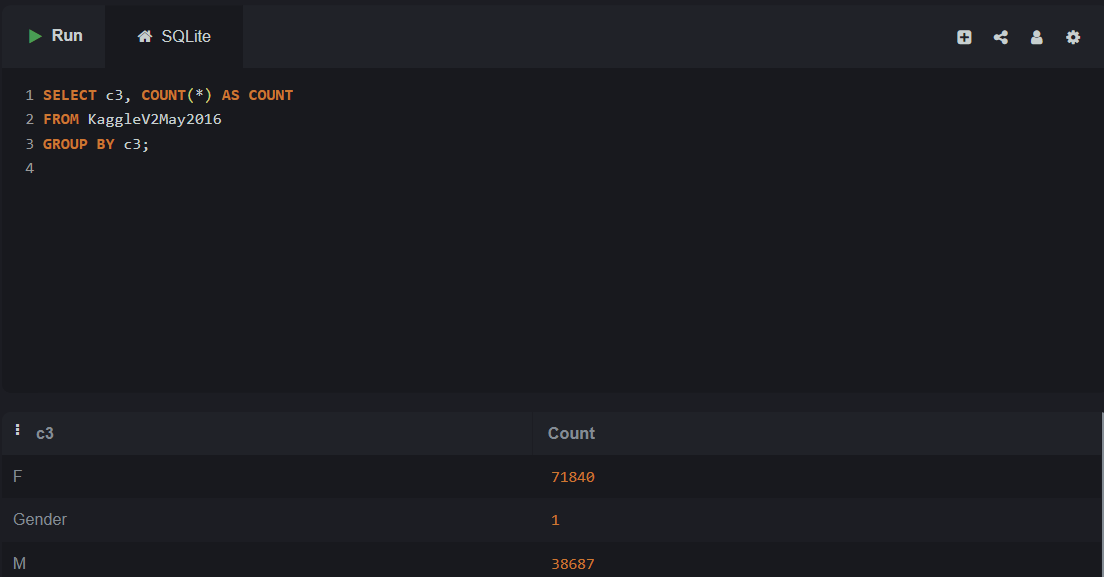 Run
SQLite
1 SELECT c3, COUNT(*) AS COUNT
2 FROM KaggleV2May2016
3 GROUP BY c3;
4
c3 Count
F 71840
Gender 1
M 38687